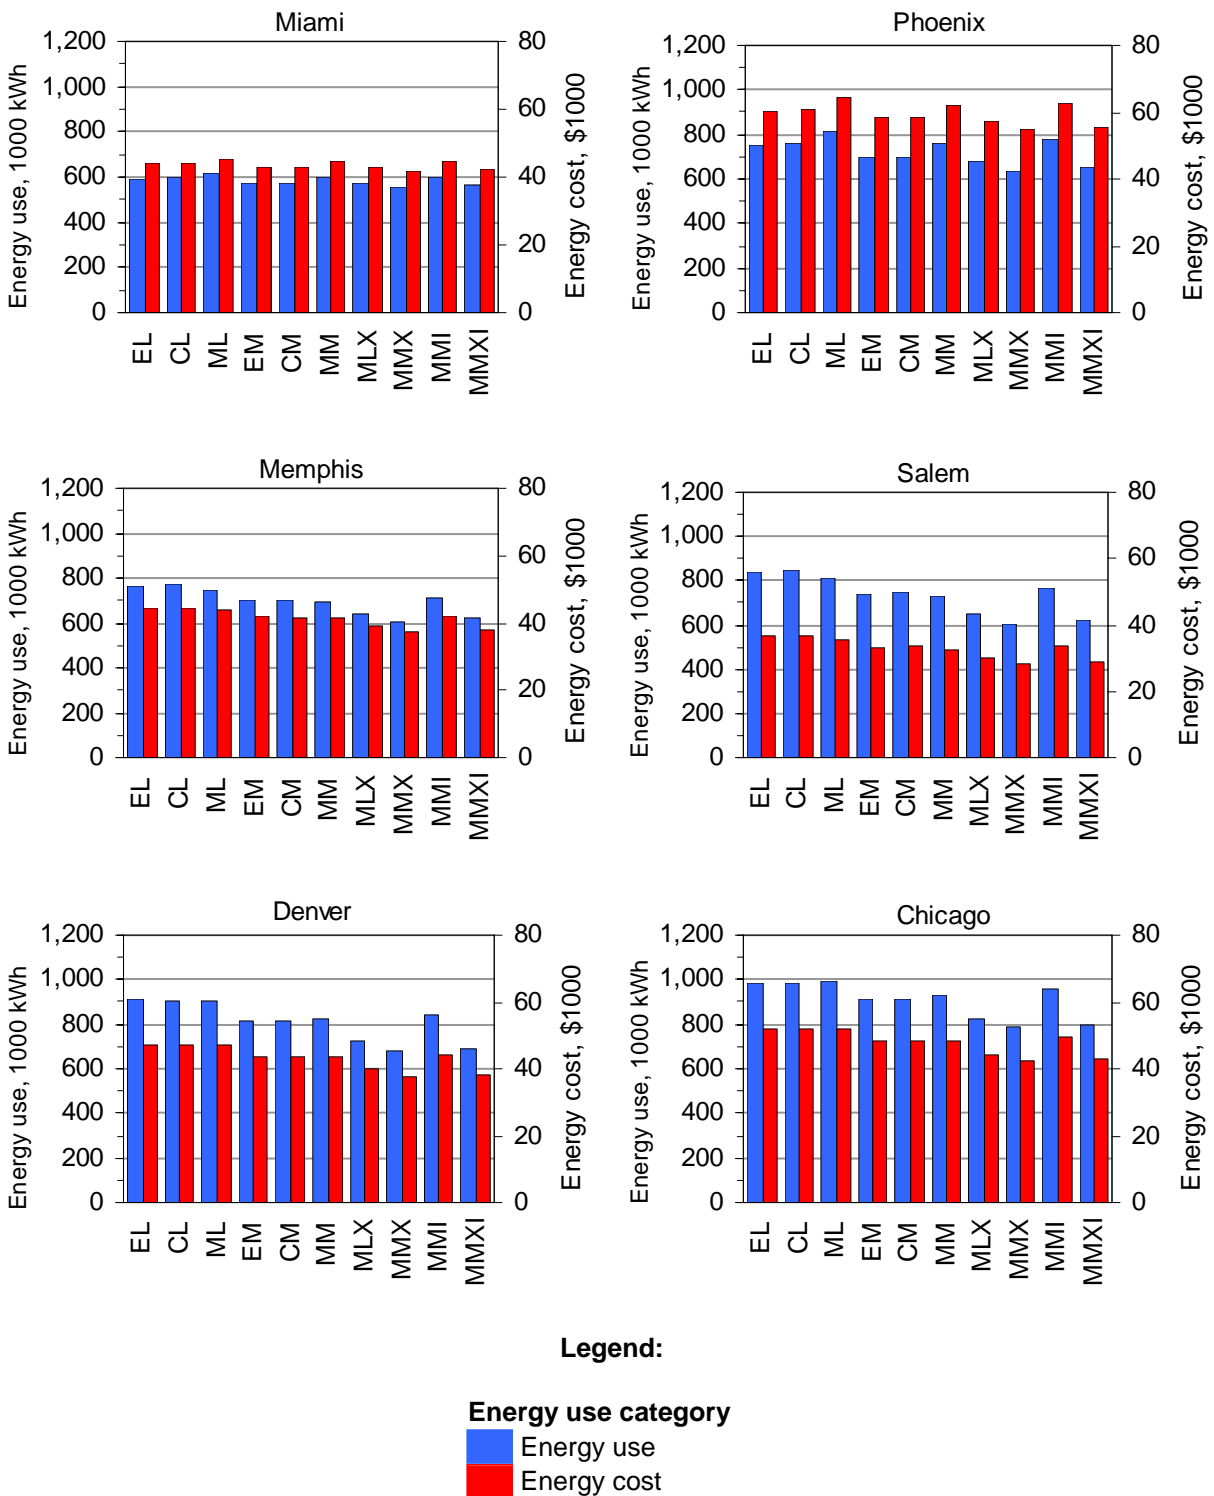 Miami
1,200
1,000
800
600
400
200
0
Energy use, 1000 kWh
80
60
40
20
0
Energy cost, $1000
EL CL ML EM CM MM MLX MMX MMI MMXI
Phoenix
1,200
1,000
800
600
400
200
0
Energy use, 1000 kWh
80
60
40
20
0
Energy cost, $1000
EL CL ML EM CM MM MLX MMX MMI MMXI
Memphis
1,200
1,000
800
600
400
200
0
Energy use, 1000 kWh
80
60
40
20
0
Energy cost, $1000
EL CL ML EM CM MM MLX MMX MMI MMXI
Salem
1,200
1,000
800
600
400
200
0
Energy use, 1000 kWh
80
60
40
20
0
Energy cost, $1000
EL CL ML EM CM MM MLX MMX MMI MMXI
Denver
1,200
1,000
800
600
400
200
0
Energy use, 1000 kWh
80
60
40
20
0
Energy cost, $1000
EL CL ML EM CM MM MLX MMX MMI MMXI
Chicago
1,200
1,000
800
600
400
200
0
Energy use, 1000 kWh
80
60
40
20
0
Energy cost, $1000
EL CL ML EM CM MM MLX MMX MMI MMXI
Legend:
Energy use category
Energy use
Energy cost